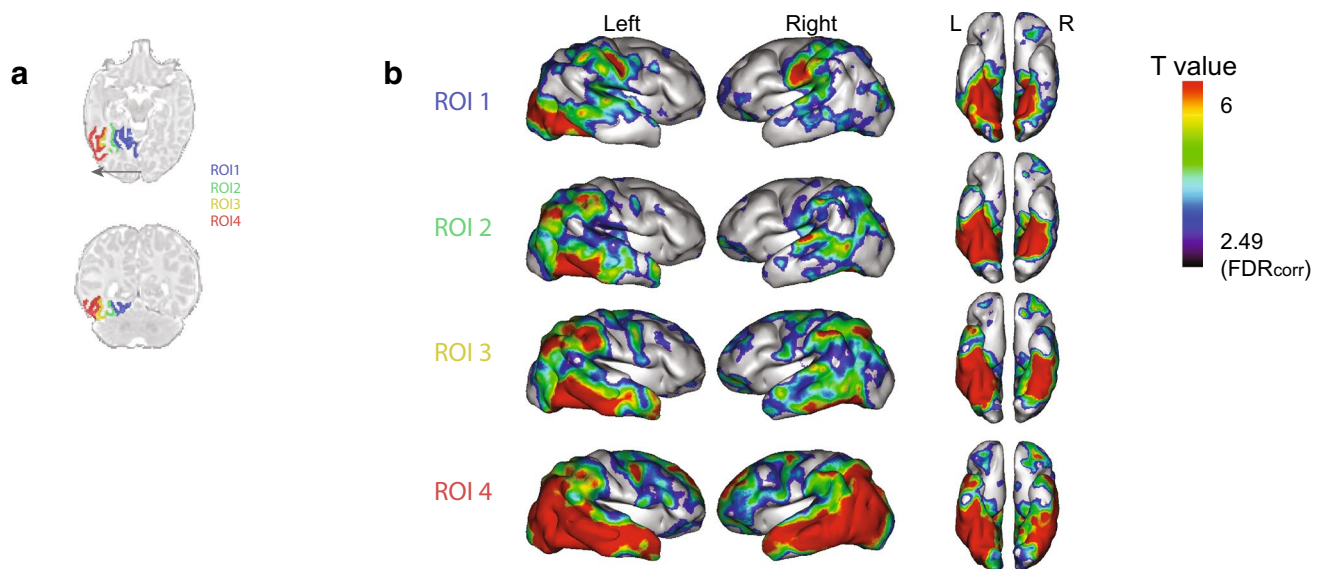 a
ROI1
ROI2
ROI3
ROI4
b
Left
Right
L
R
ROI 1
ROI 2
ROI 3
ROI 4
T value
6
2.49
(FDRcorr)